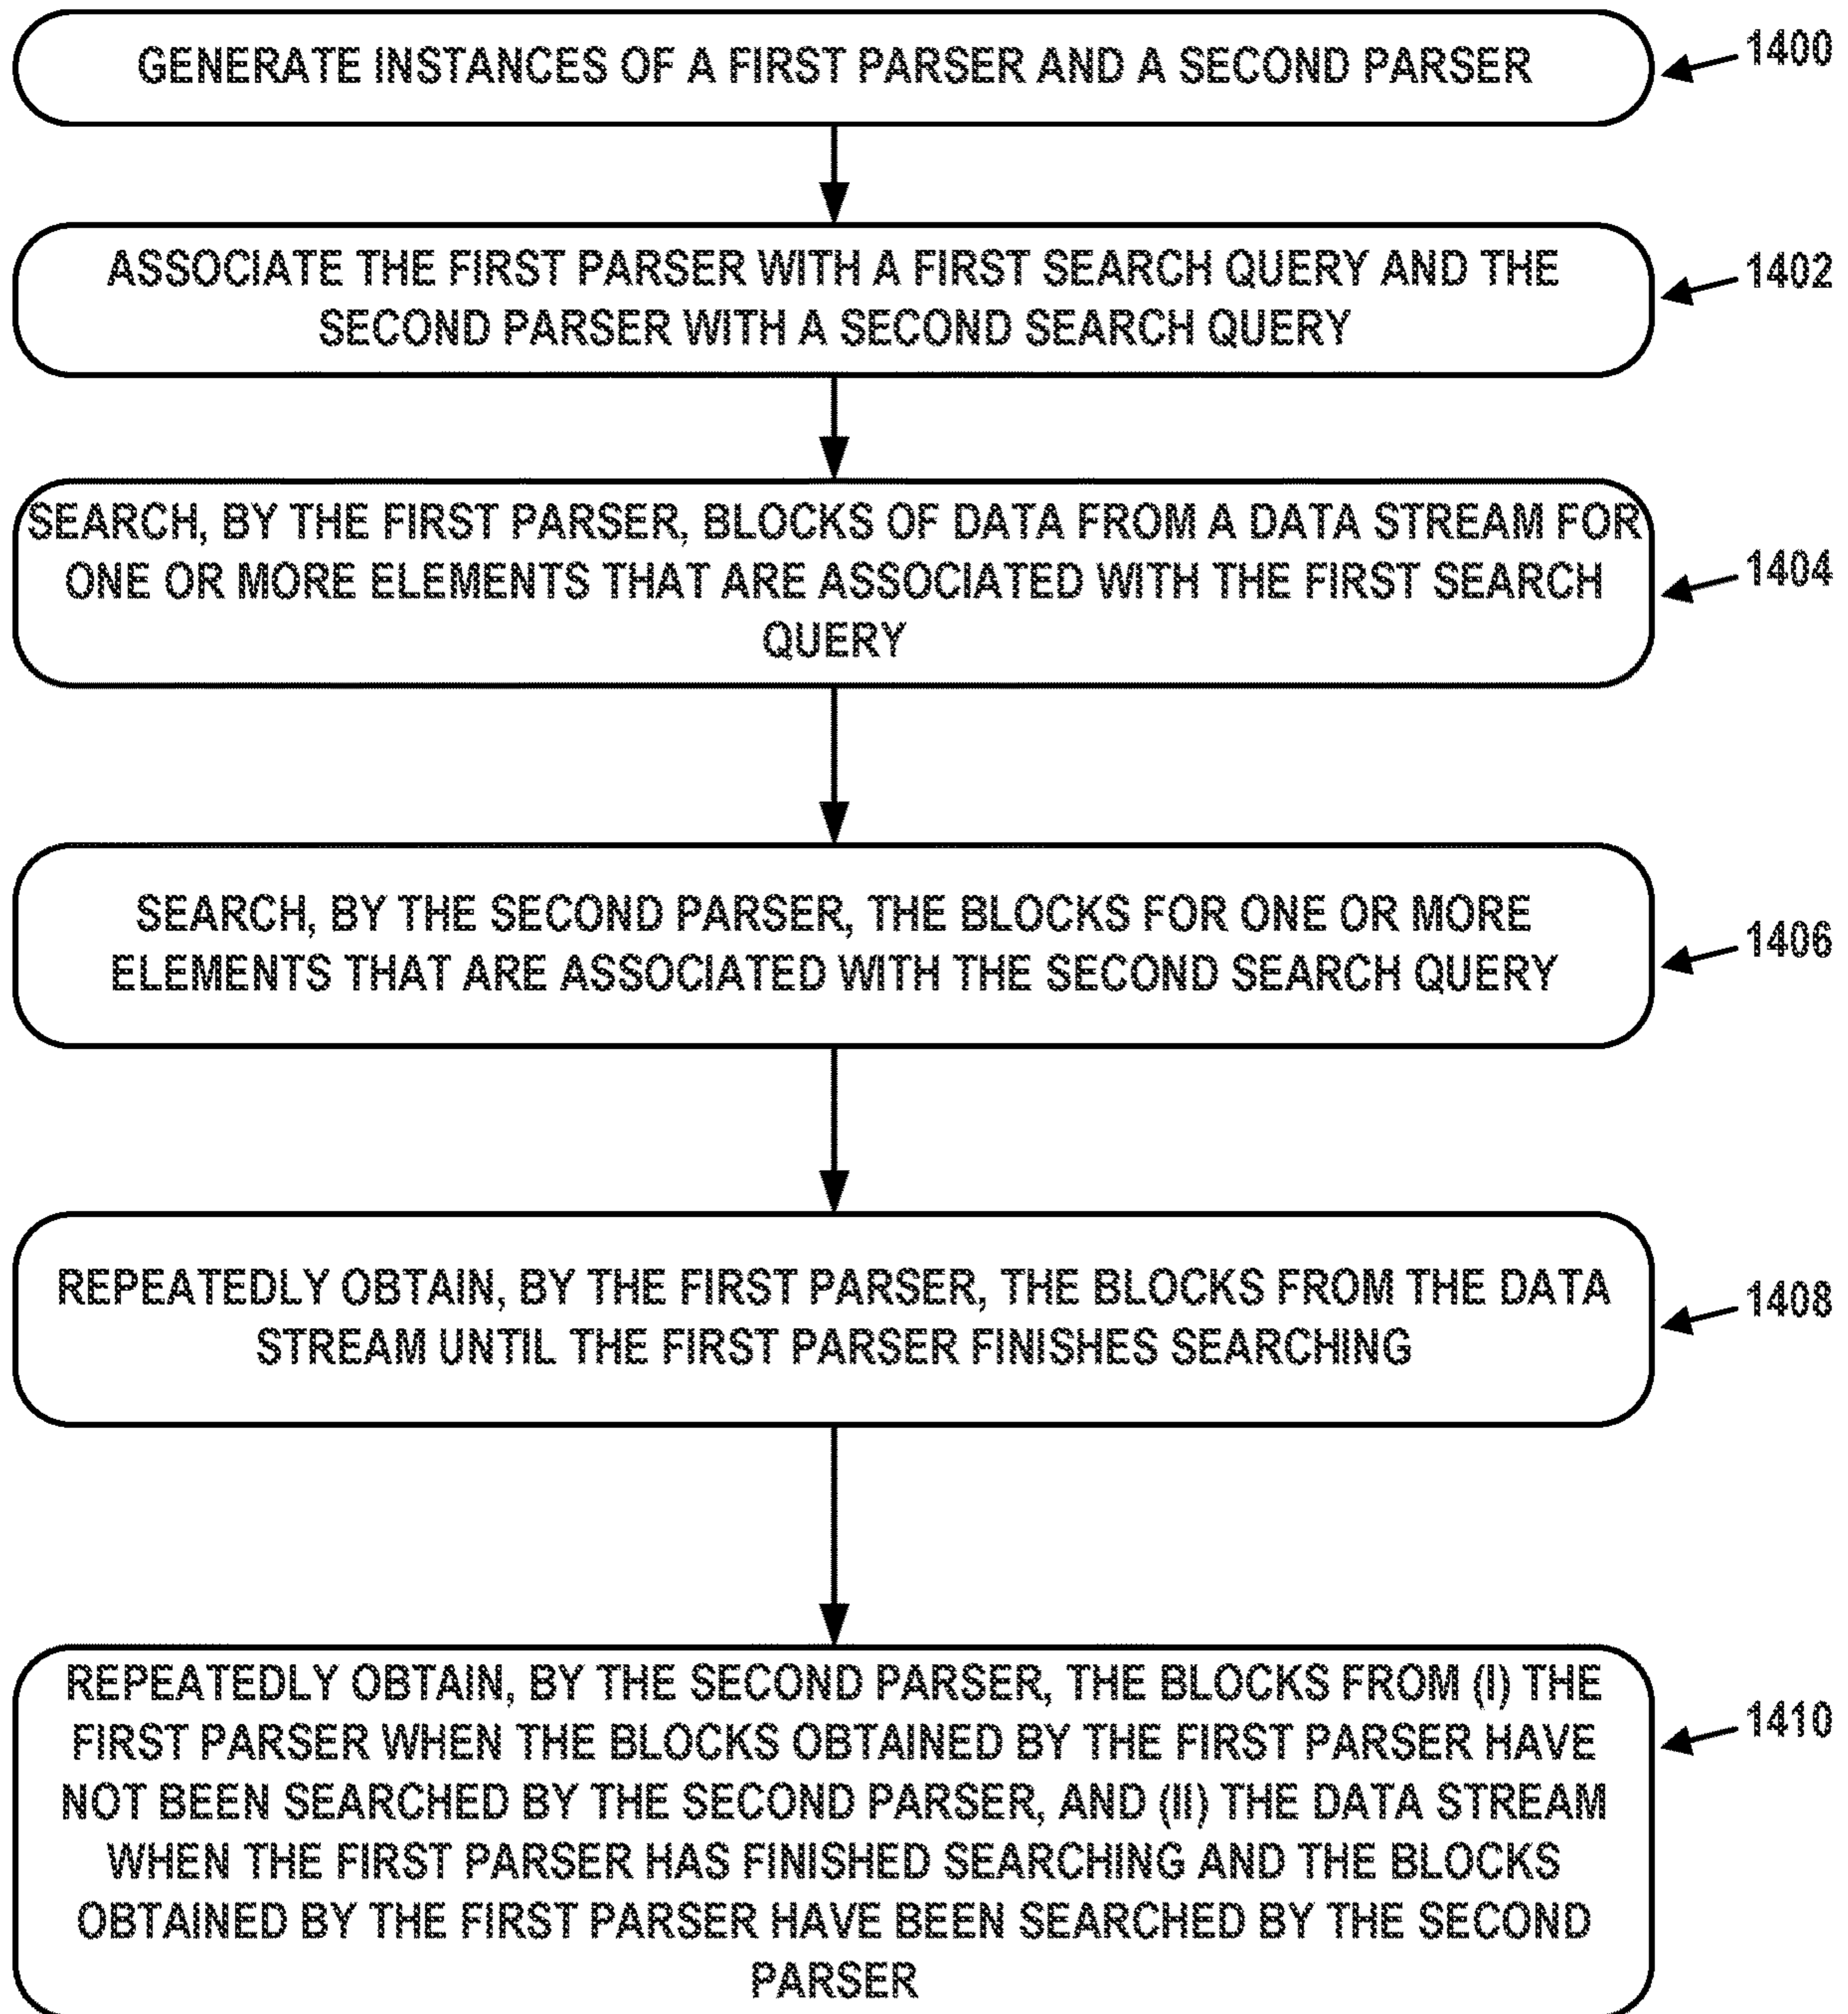 GENERATE INSTANCES OF A FIRST PARSER AND A SECOND PARSER
1400
ASSOCIATE THE FIRST PARSER WITH A FIRST SEARCH QUERY AND THE
SECOND PARSER WITH A SECOND SEARCH QUERY
1402
SEARCH, BY THE FIRST PARSER, BLOCKS OF DATA FROM A DATA STREAM FOR
ONE OR MORE ELEMENTS THAT ARE ASSOCIATED WITH THE FIRST SEARCH
QUERY
1404
SEARCH, BY THE SECOND PARSER, THE BLOCKS FOR ONE OR MORE
ELEMENTS THAT ARE ASSOCIATED WITH THE SECOND SEARCH QUERY
1406
REPEATEDLY OBTAIN, BY THE FIRST PARSER, THE BLOCKS FROM THE DATA
STREAM UNTIL THE FIRST PARSER FINISHES SEARCHING
1408
REPEATEDLY OBTAIN, BY THE SECOND PARSER, THE BLOCKS FROM (I) THE
FIRST PARSER WHEN THE BLOCKS OBTAINED BY THE FIRST PARSER HAVE
NOT BEEN SEARCHED BY THE SECOND PARSER, AND (II) THE DATA STREAM
WHEN THE FIRST PARSER HAS FINISHED SEARCHING AND THE BLOCKS
OBTAINED BY THE FIRST PARSER HAVE BEEN SEARCHED BY THE SECOND
PARSER
1410